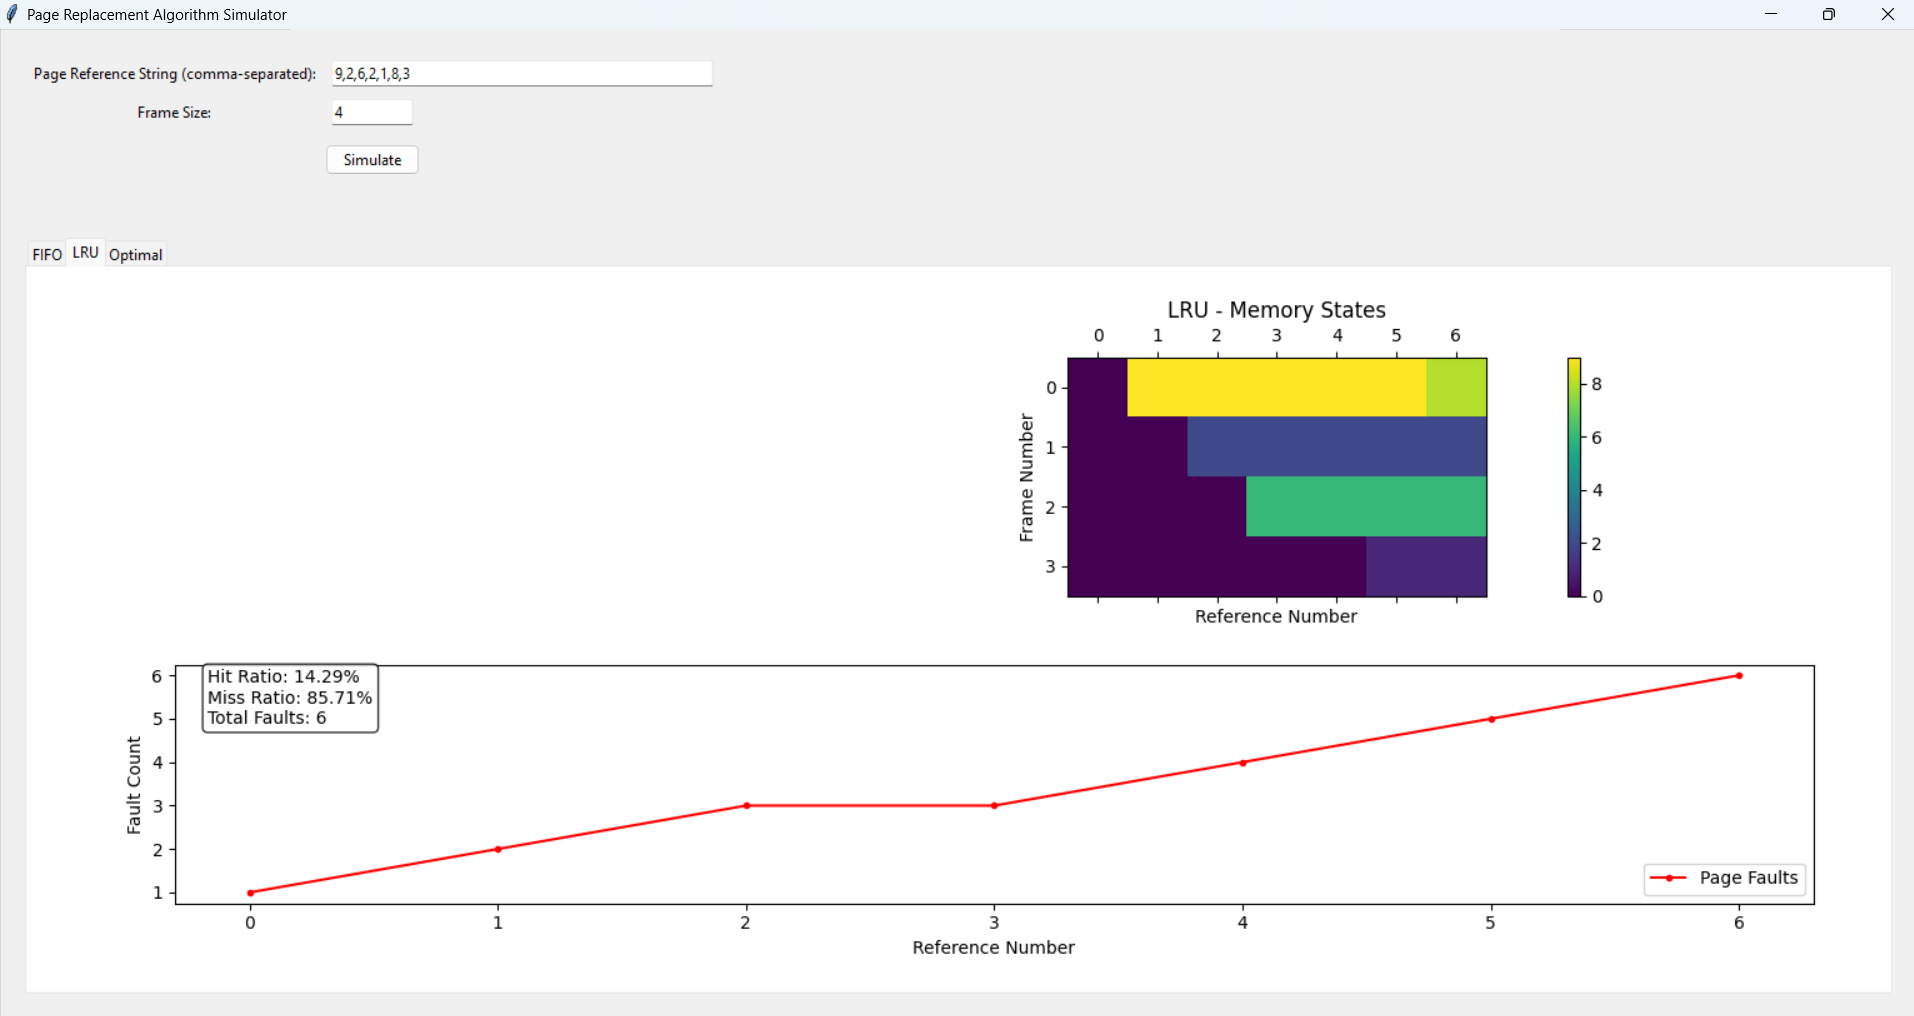 Page Replacement Algorithm Simulator
Page Reference String (comma-separated): 9,2,6,2,1,8,3
Frame Size: 4
Simulate
FIFO LRU Optimal
LRU - Memory States
0 1 2 3 4 5 6
0
1
2
3
Frame Number
Reference Number
8
6
4
2
0
Hit Ratio: 14.29%
Miss Ratio: 85.71%
Total Faults: 6
6
5
4
3
2
1
Fault Count
Page Faults
0 1 2 3 4 5 6
Reference Number